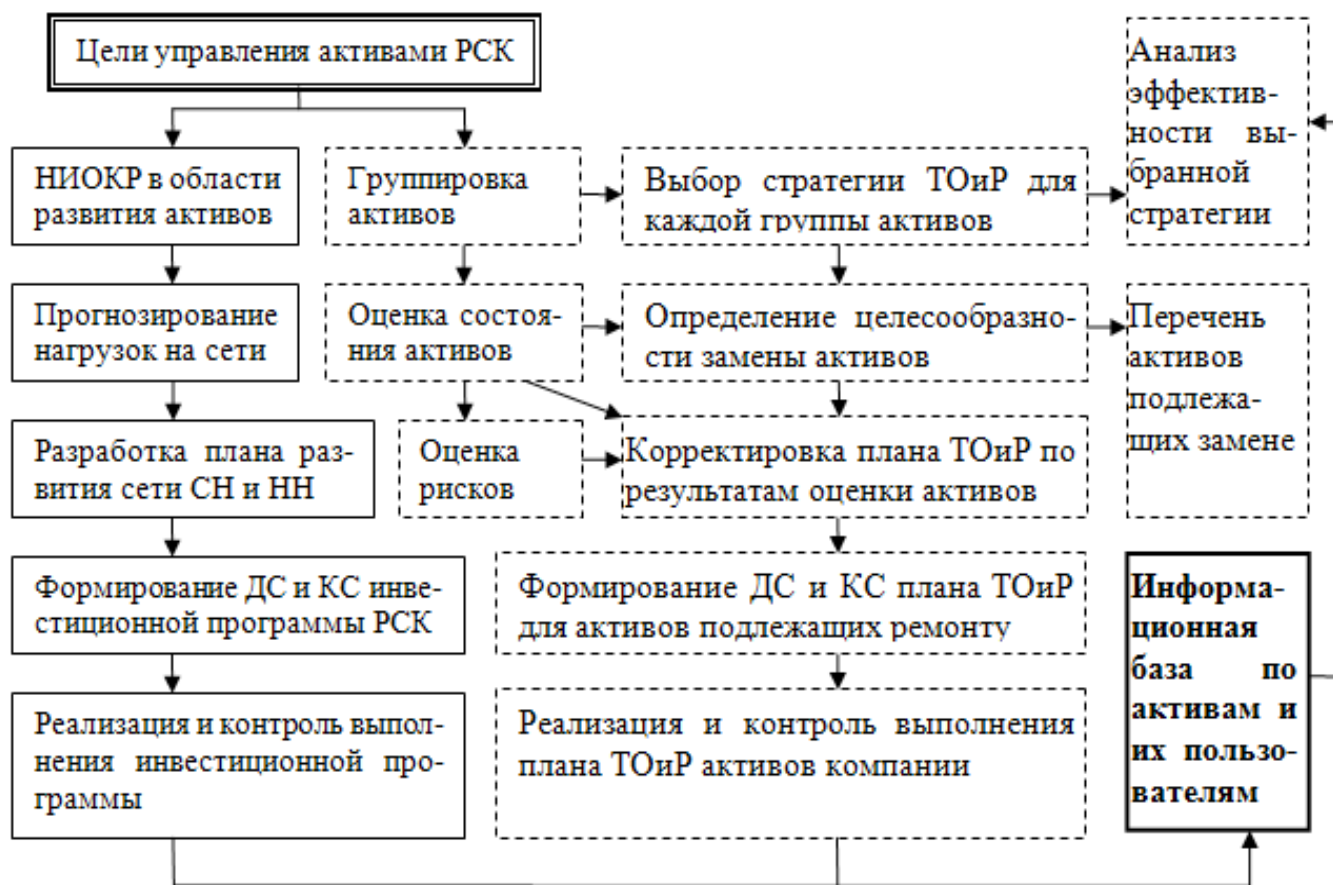 Цели управления активами РСК
НИОКР в области
развития активов
Группировка
активов
Выбор стратегии ТОиР для
каждой группы активов
Анализ
эффектив-
ности вы-
бранной
стратегии
Прогнозирование
нагрузок на сети
Оценка состоя-
ния активов
Определение целесообразно-
сти замены активов
Перечень
активов
подлежа-
щих замене
Разработка плана раз-
вития сети СН и НН
Оценка
рисков
Корректировка плана ТОиР по
результатам оценки активов
Формирование ДС и КС инве-
стиционной программы РСК
Формирование ДС и КС плана ТОиР
для активов подлежащих ремонту
Информа-
ционная
база по
активам и
их пользо-
вателям
Реализация и контроль выпол-
нения инвестиционной про-
граммы
Реализация и контроль выполнения
плана ТОиР активов компании